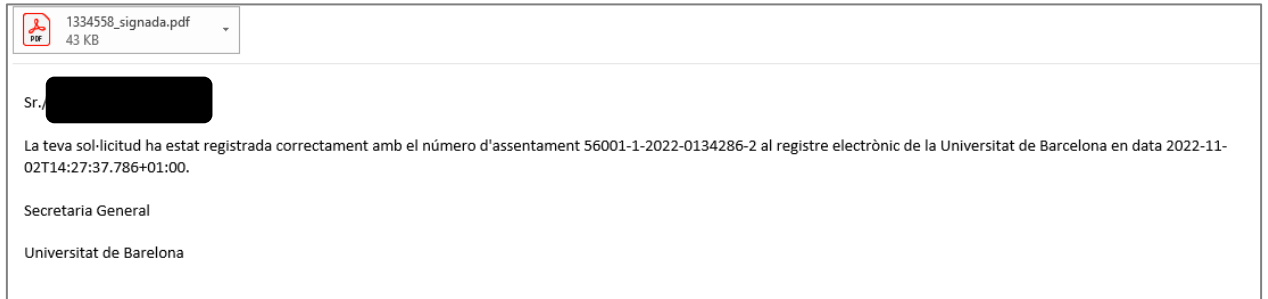 1334558_signada.pdf
43 KB
PDF
Sr./
La teva sol·licitud ha estat registrada correctament amb el número d'assentament 56001-1-2022-0134286-2 al registre electrònic de la Universitat de Barcelona en data 2022-11-
02T14:27:37.786+01:00.
Secretaria General
Universitat de Barelona